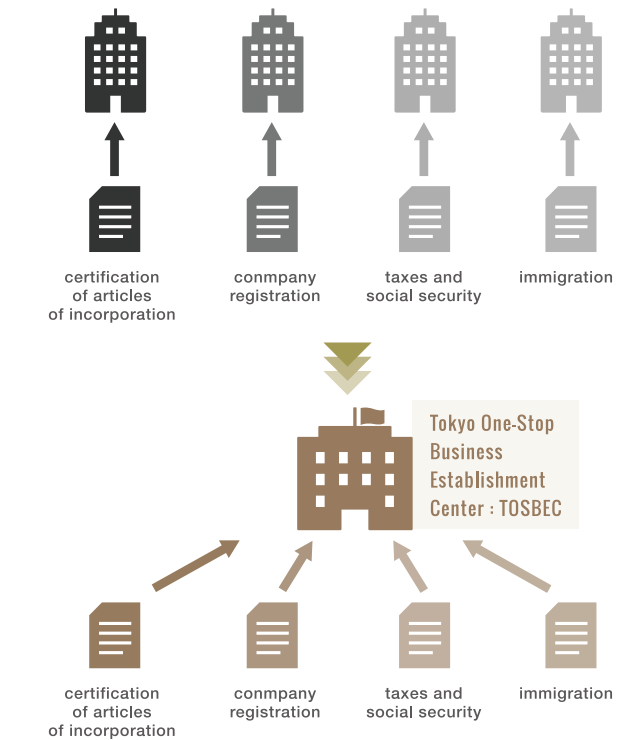 certification
of articles
of incorporation
conmpany
registration
taxes and
social security
immigration
Tokyo One-Stop
Business
Establishment
Center : TOSBEC
certification
of articles
of incorporation
conmpany
registration
taxes and
social security
immigration